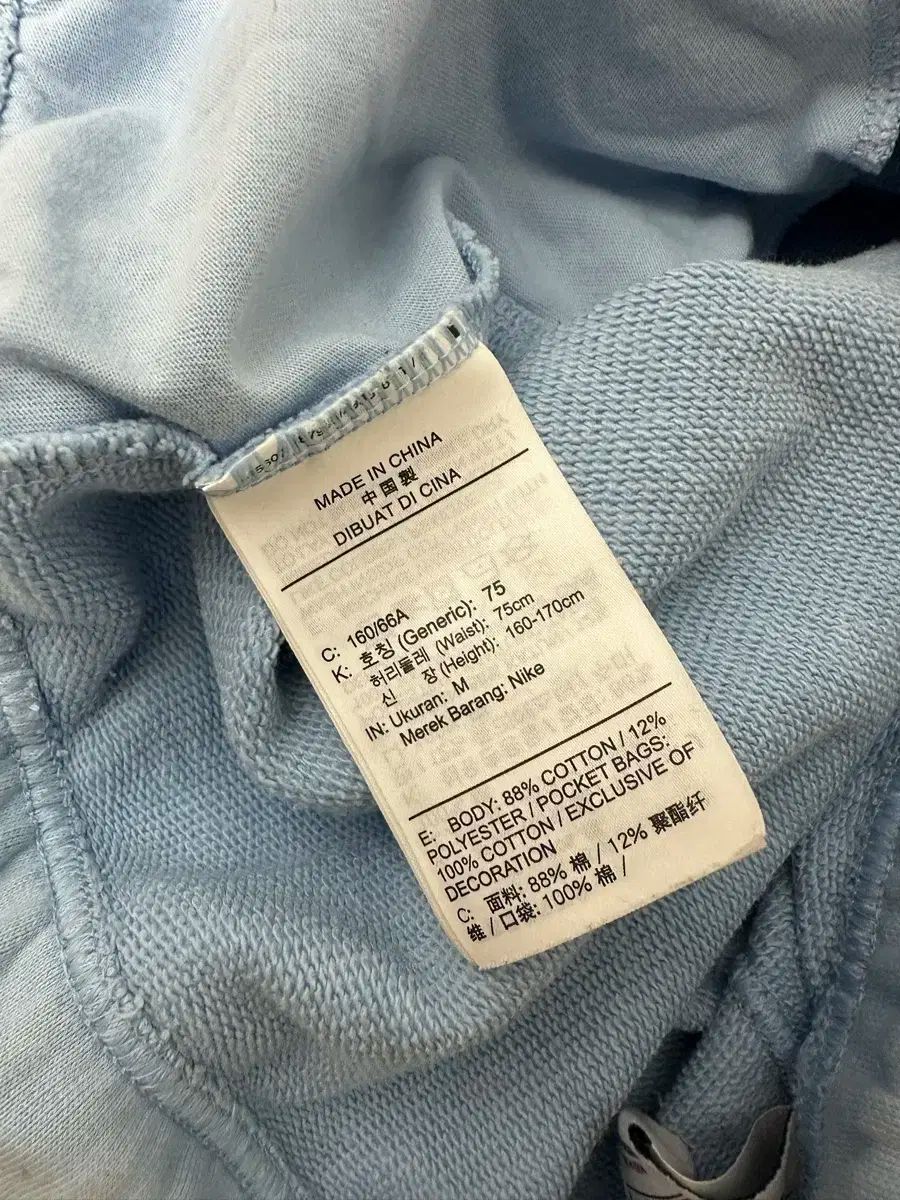 MADE IN CHINA
中国製
DIBUAT DI CINA
C: 160/66A
K: 호칭 (Generic): 75
허리둘레 (Waist): 75cm
신 장 (Height): 160-170cm
IN: Ukuran: M
Merek Barang: Nike
E: BODY: 88% COTTON / 12%
POLYESTER / POCKET BAGS:
100% COTTON / EXCLUSIVE OF
DECORATION
C: 面料: 88% 棉 / 12% 聚酯纤
维 / 口袋: 100% 棉 /